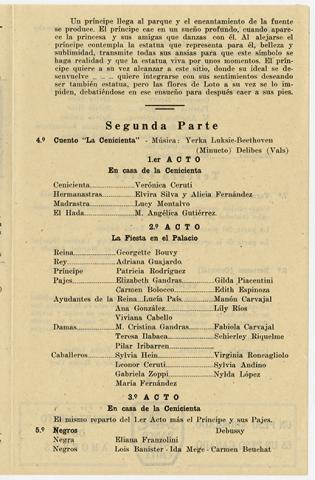 Un príncipe llega al parque y el encantamiento de la fuente
se produce. El príncipe cae en un sueño profundo, cuando apare-
ce la princesa y sus amigas que danzan con él. Al alejarse el
príncipe contempla la estatua que representa para él, belleza y
sublimidad, transmite todas sus ansias para que este símbolo se
haga realidad y que la estatua viva por unos momentos. El prín-
cipe quiere a su vez alcanzar a este sitio, donde su ideal se de-
senvuelve _ _ _ quiere integrarse con sus sentimientos deseando
ser también estatua, pero las flores de Loto a su vez se lo im-
piden, debatiéndose en ese ensueño para después caer a sus pies.
Segunda Parte
4.º Cuento "La Cenicienta" - Música: Yerka Luksic-Beethoven
(Minueto) Delibes (Vals)
1.er ACTO
En casa de la Cenicienta
Cenicienta............Verónica Ceruti
Hermanastras.........Elvira Silva y Alicia Fernández
Madrastra............Lucy Montalvo
El Hada..............M. Angélica Gutiérrez.
2.º ACTO
La Fiesta en el Palacio
Reina................Georgette Bouvy
Rey..................Adriana Guajardo
Príncipe Patricia Rodríguez
Pajes................Elizabeth Gandras............Gilda Piacentini
Carmen Bolocco............Edith Espinoza
Ayudantes de la Reina..Lucía País............Manón Carvajal
Ana González............Lily Ríos
Viviana Cabello
Damas................M. Cristina Gandras.........Fabiola Carvajal
Teresa Ilabaca............Schierley Riquelme
Pilar Iribarren............
Caballeros............Sylvia Hein............Virginia Roncagliolo
Leonor Ceruti............Sylvia Andino
Gabriela Zoppi............Nylda López
María Fernández
3.º ACTO
En casa de la Cenicienta
El mismo reparto del 1.er Acto más el Príncipe y sus Pajes.
5.º Negros Debussy
Negra Eliana Franzolini
Negros...............Lois Banister - Ida Mege - Carmen Beuchat